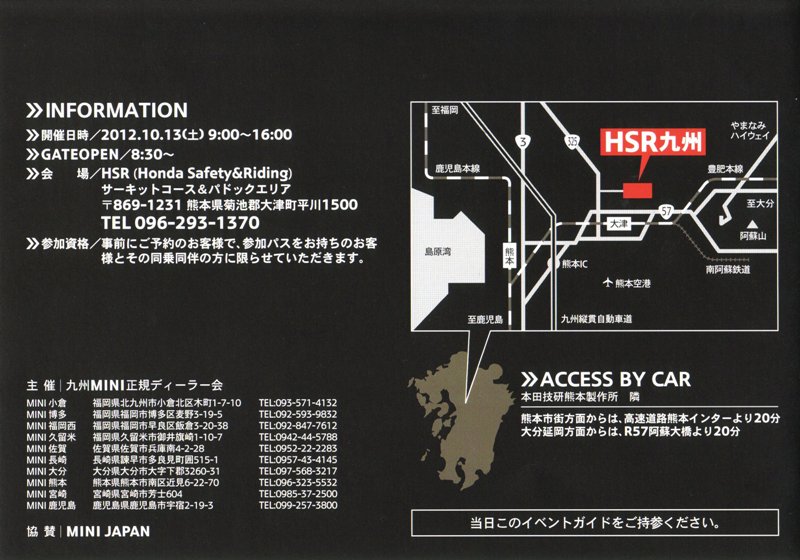 »INFORMATION
»開催日時／2012.10.13(土) 9:00〜16:00
»GATEOPEN／8:30〜
»会　場／HSR (Honda Safety&Riding)
サーキットコース＆パドックエリア
〒869-1231 熊本県菊池郡大津町平川1500
TEL 096-293-1370
»参加資格／事前にご予約のお客様で、参加パスをお持ちのお客
様とその同乗同伴の方に限らせていただきます。
主 催｜九州MINI正規ディーラー会
MINI 小倉　福岡県北九州市小倉北区木町1-7-10　TEL:093-571-4132
MINI 博多　福岡県福岡市博多区麦野3-19-5　TEL:092-593-9832
MINI 福岡西　福岡県福岡市早良区飯倉3-20-38　TEL:092-847-7612
MINI 久留米　福岡県久留米市御井旗崎1-10-7　TEL:0942-44-5788
MINI 佐賀　佐賀県佐賀市兵庫南4-2-28　TEL:0952-22-2283
MINI 長崎　長崎県諫早市多良見町囲515-1　TEL:0957-43-4145
MINI 大分　大分県大分市大字下郡3260-31　TEL:097-568-3217
MINI 熊本　熊本県熊本市南区近見6-22-70　TEL:096-323-5532
MINI 宮崎　宮崎県宮崎市芳士604　TEL:0985-37-2500
MINI 鹿児島　鹿児島県鹿児島市宇宿2-19-3　TEL:099-257-3800
協 賛｜MINI JAPAN
至福岡
3
325
HSR九州
やまなみ
ハイウェイ
鹿児島本線
豊肥本線
57
至大分
大津
阿蘇山
島原湾
熊本
熊本IC
南阿蘇鉄道
熊本空港
至鹿児島
九州縦貫自動車道
»ACCESS BY CAR
本田技研熊本製作所　隣
熊本市街方面からは、高速道路熊本インターより20分
大分延岡方面からは、R57阿蘇大橋より20分
当日このイベントガイドをご持参ください。